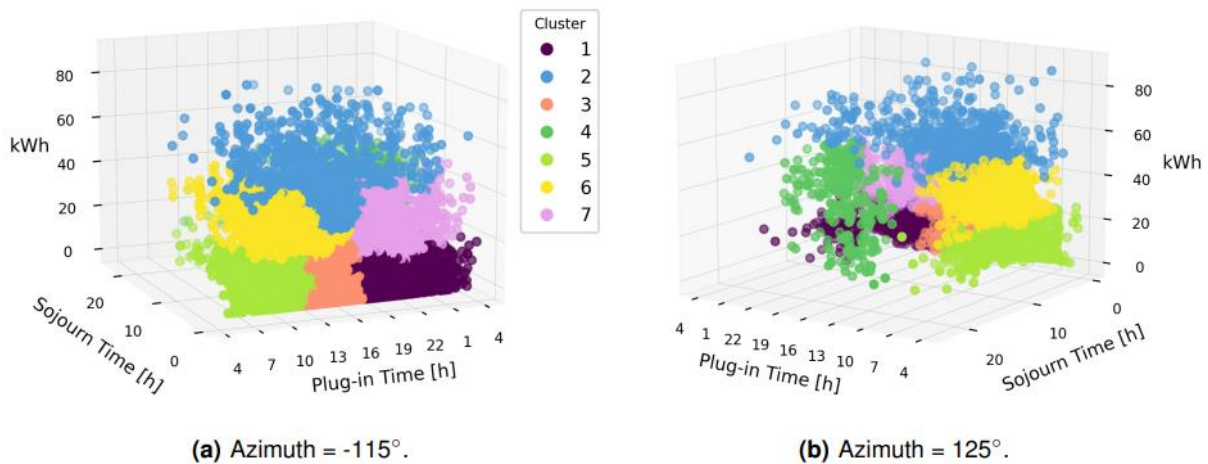 80
60
kWh
40
20
0
20
10
0
Sojourn Time [h]
4 7 10 13 16 19 22 1 4
Plug-in Time [h]
Cluster
1
2
3
4
5
6
7
80
60
kWh
40
20
0
0
10
20
Sojourn Time [h]
4 1 22 19 16 13 10 7 4
Plug-in Time [h]
(a) Azimuth = -115°.
(b) Azimuth = 125°.